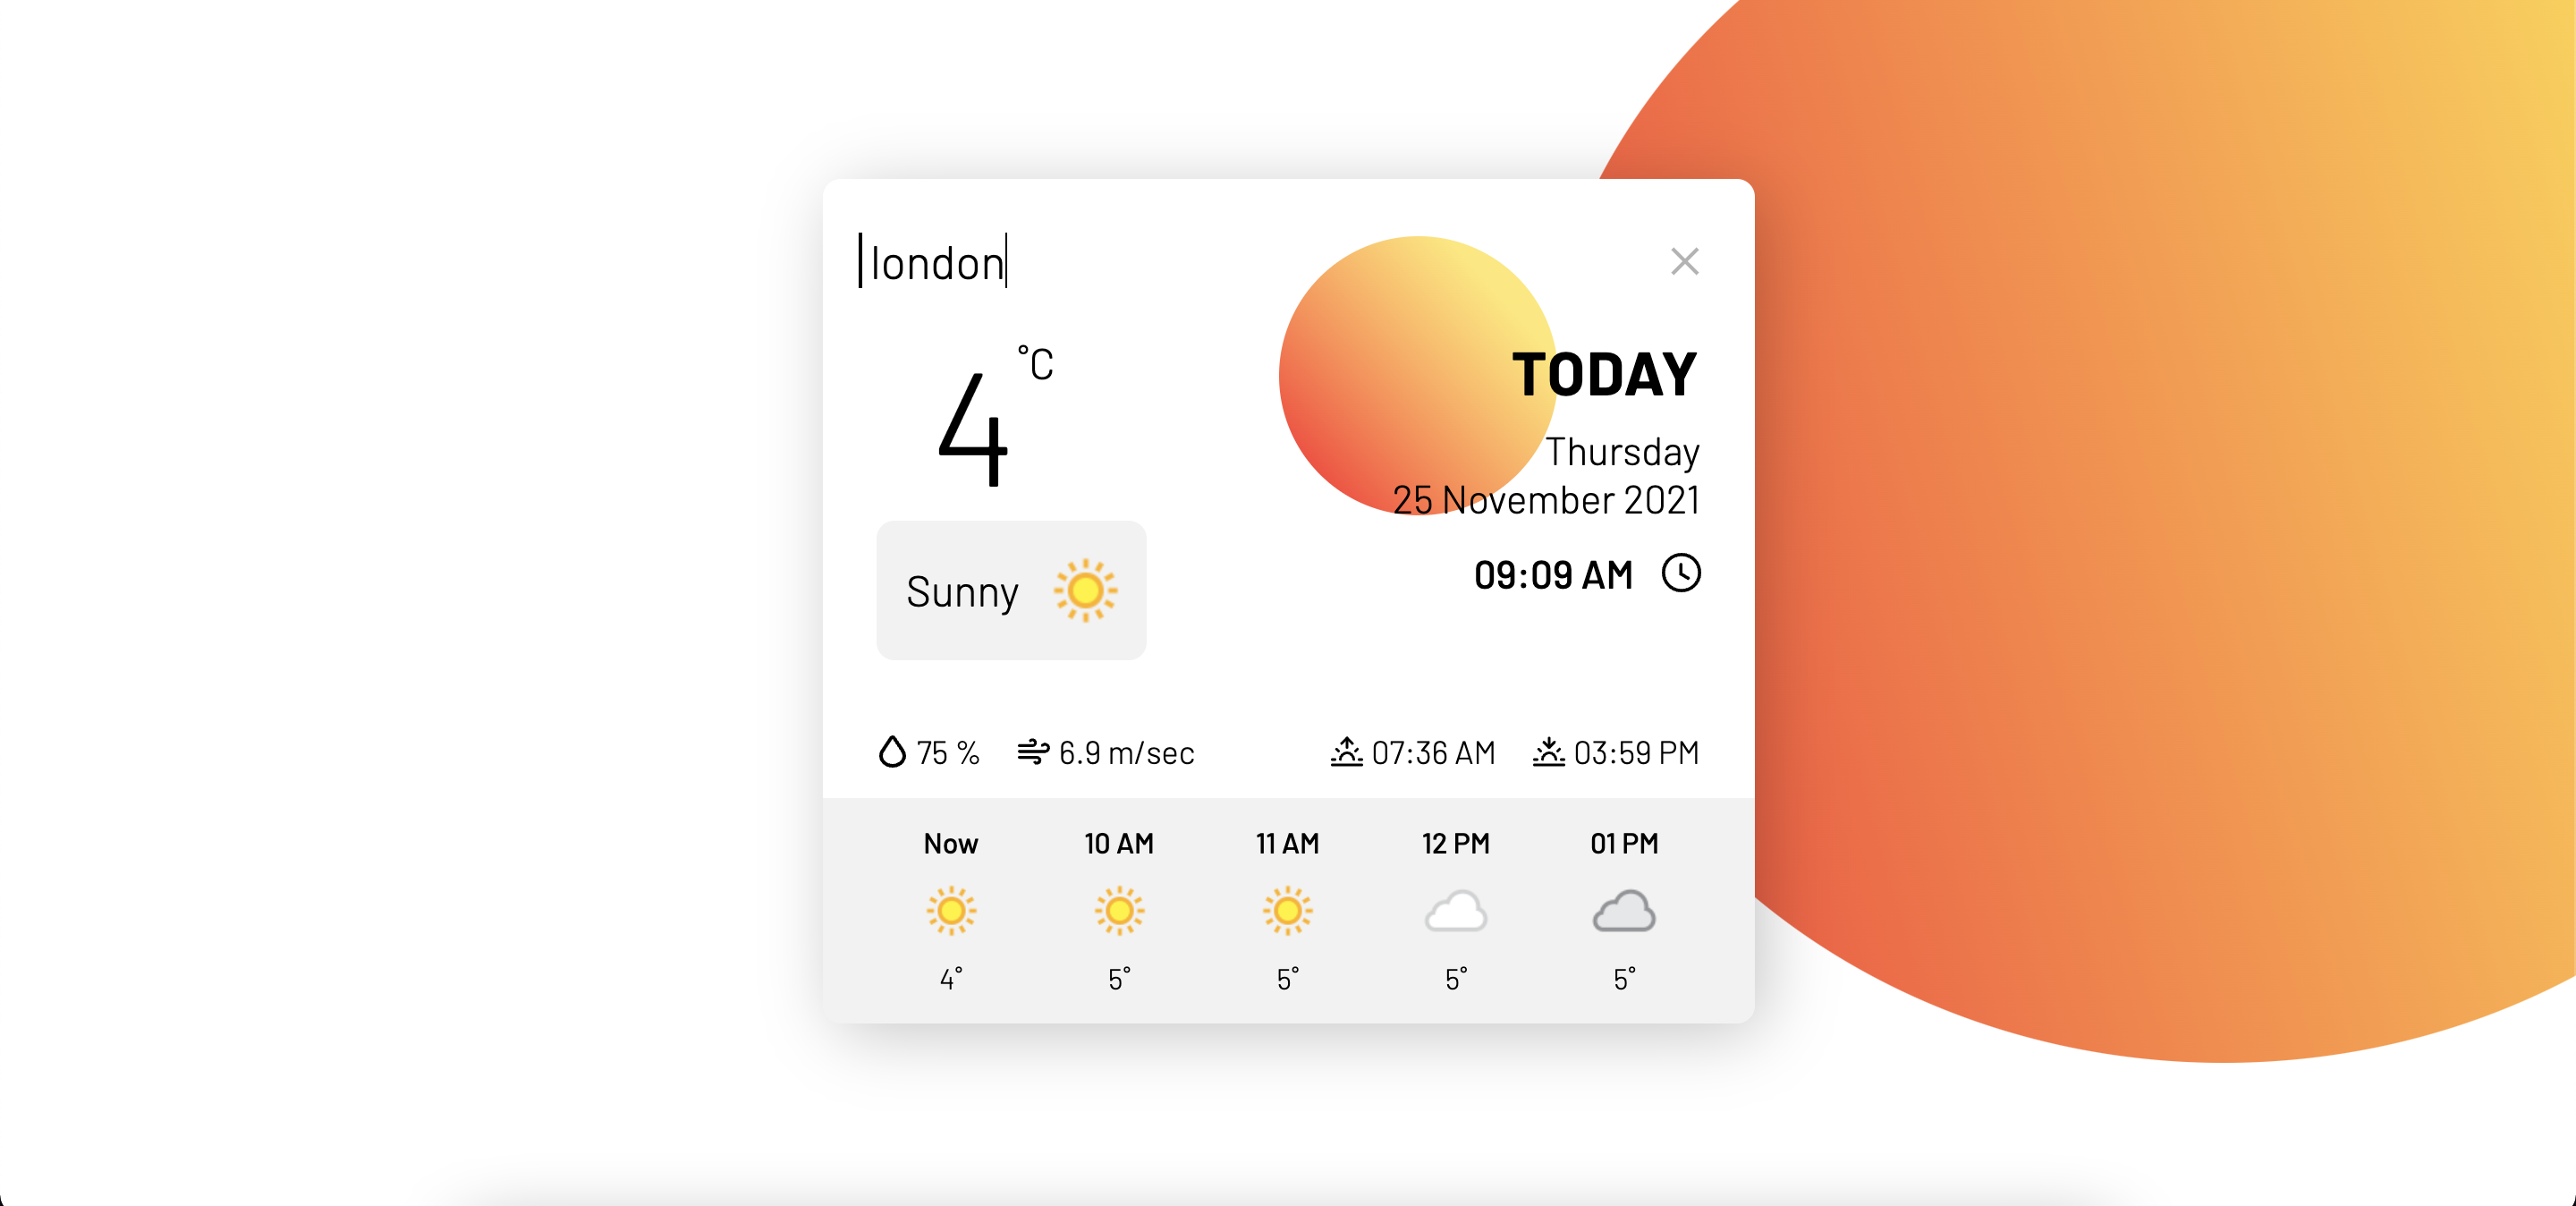 london
4 °C
TODAY
Thursday
25 November 2021
Sunny
09:09 AM
75 % 6.9 m/sec 07:36 AM 03:59 PM
Now 10 AM 11 AM 12 PM 01 PM
4° 5° 5° 5° 5°